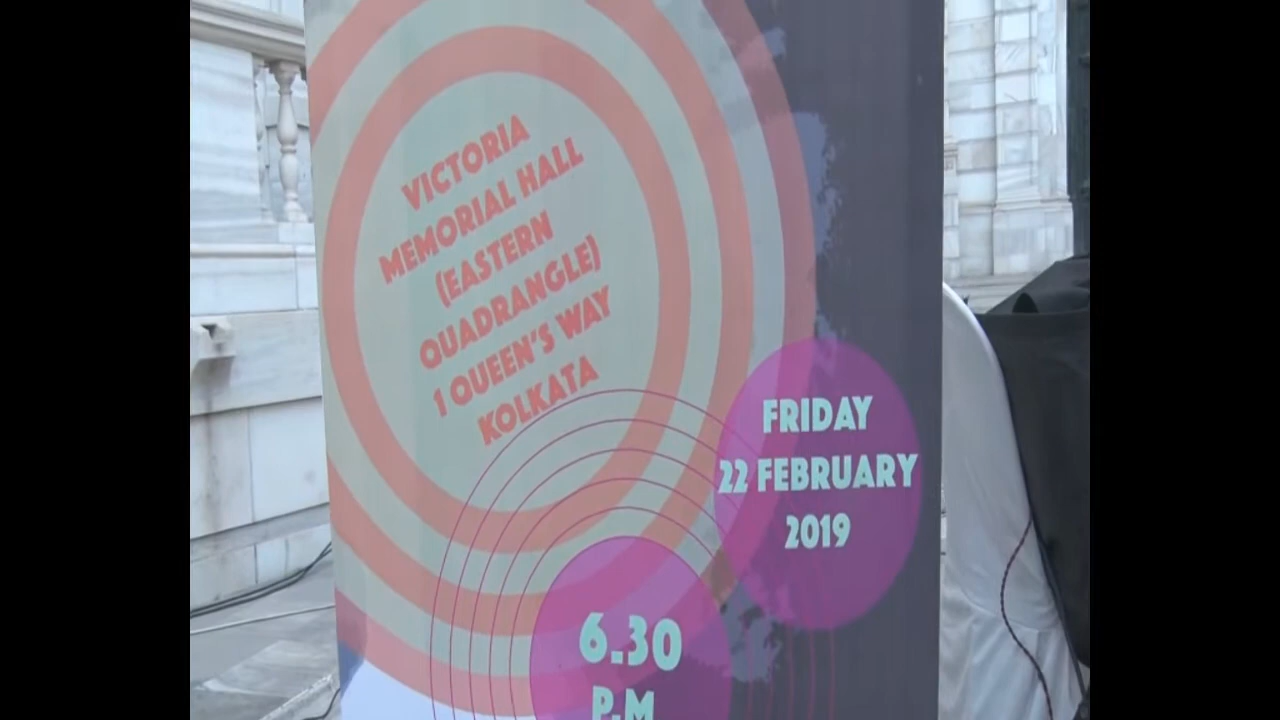 VICTORIA
MEMORIAL HALL
(EASTERN
QUADRANGLE)
1 QUEEN'S WAY
KOLKATA
FRIDAY
22 FEBRUARY
2019
6.30
P.M